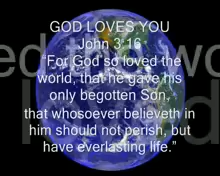 GOD LOVES YOU
John 3:16
“For God so loved the
world, that he gave his
only begotten Son,
that whosoever believeth in
him should not perish, but
have everlasting life.”